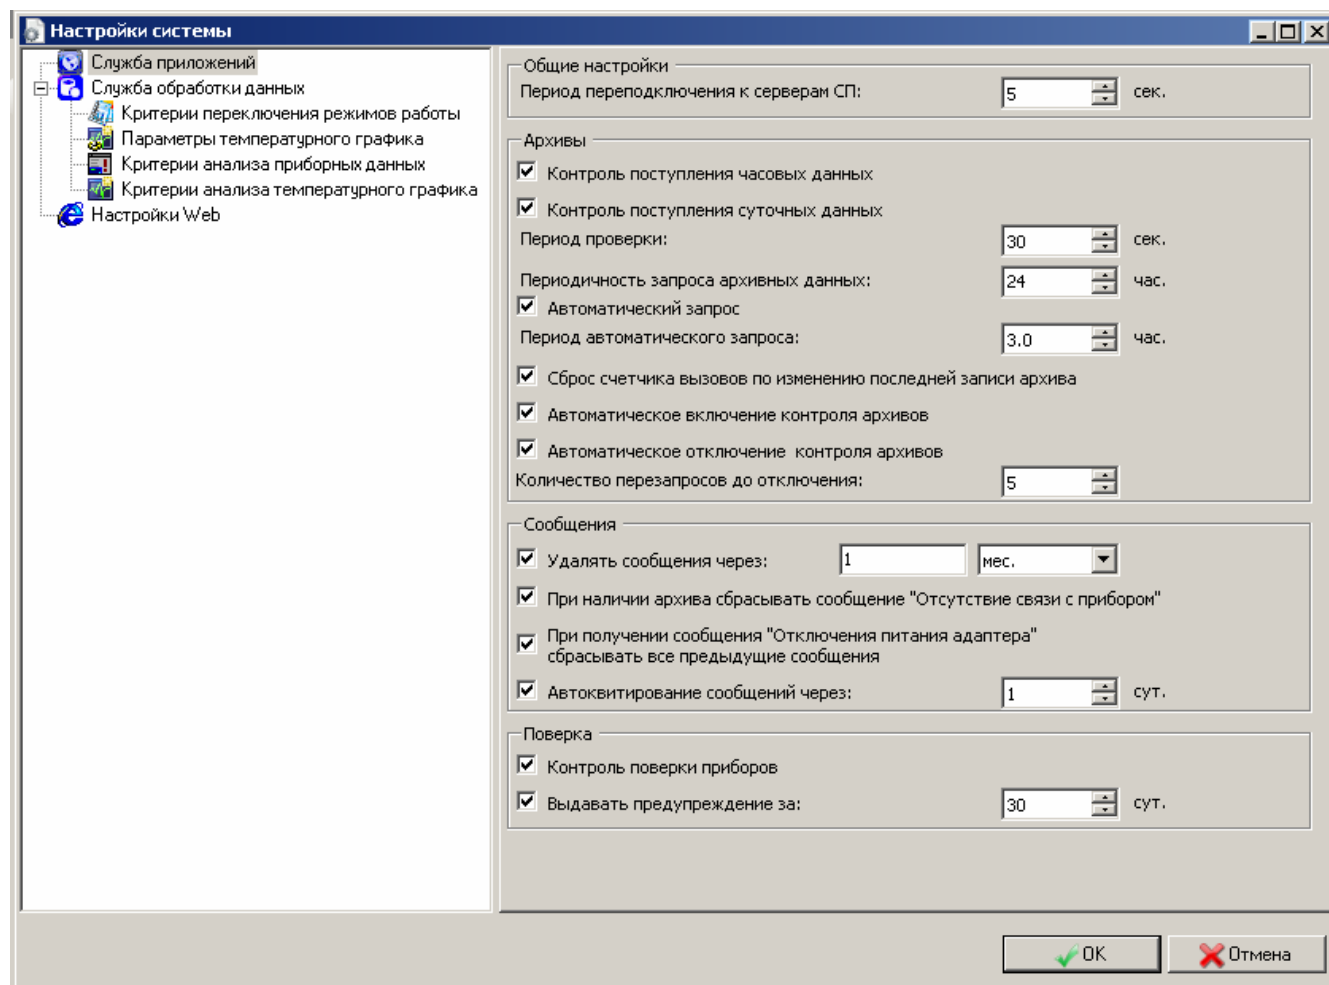 Настройки системы
Служба приложений
Служба обработки данных
Критерии переключения режимов работы
Параметры температурного графика
Критерии анализа приборных данных
Критерии анализа температурного графика
Настройки Web
Общие настройки
Период переподключения к серверам СП: 5 сек.
Архивы
Контроль поступления часовых данных
Контроль поступления суточных данных
Период проверки: 30 сек.
Периодичность запроса архивных данных: 24 час.
Автоматический запрос
Период автоматического запроса: 3.0 час.
Сброс счетчика вызовов по изменению последней записи архива
Автоматическое включение контроля архивов
Автоматическое отключение контроля архивов
Количество перезапросов до отключения: 5
Сообщения
Удалять сообщения через: 1 мес.
При наличии архива сбрасывать сообщение "Отсутствие связи с прибором"
При получении сообщения "Отключения питания адаптера"
сбрасывать все предыдущие сообщения
Автоквитирование сообщений через: 1 сут.
Поверка
Контроль поверки приборов
Выдавать предупреждение за: 30 сут.
OK Отмена